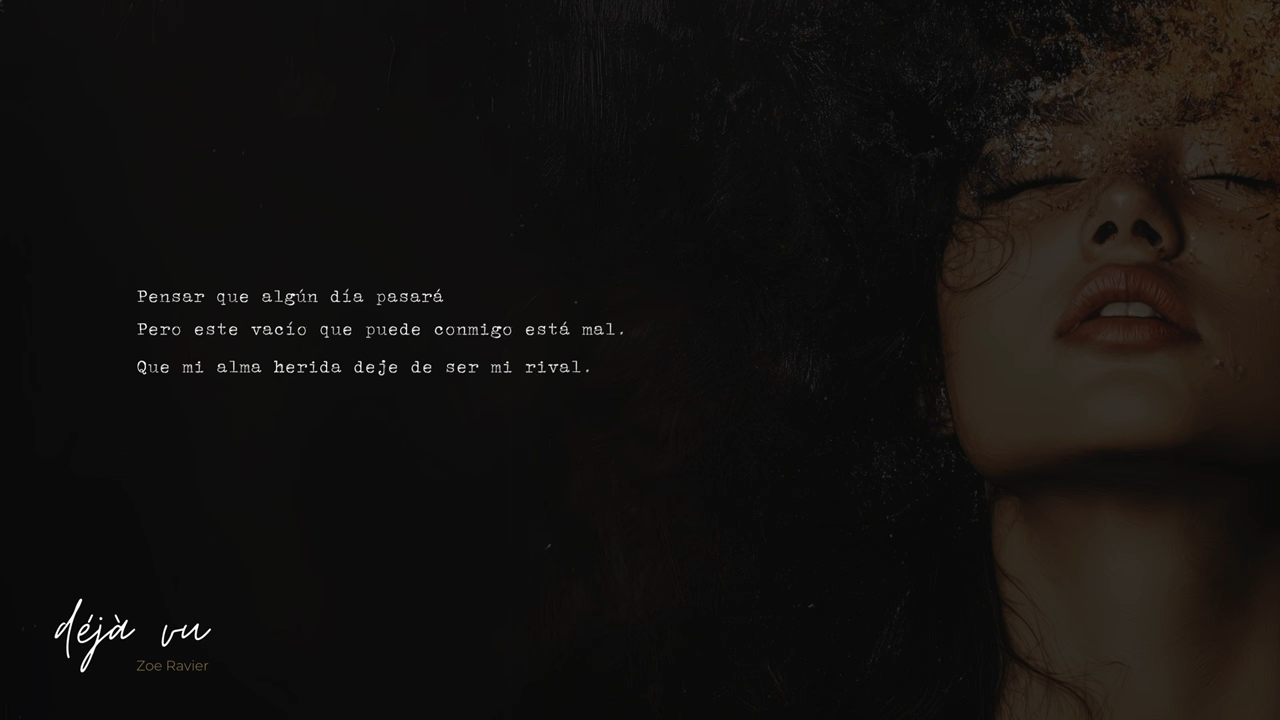 Pensar que algún día pasará
Pero este vacío que puede conmigo está mal.
Que mi alma herida deje de ser mi rival.
déjà vu
Zoe Ravier